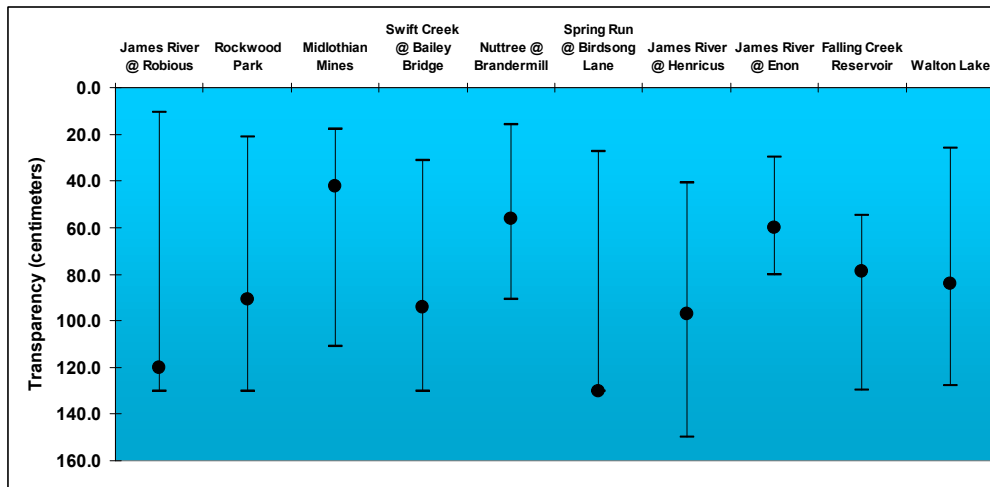 James River
@ Robious
Rockwood
Park
Midlothian
Mines
Swift Creek
@ Bailey
Bridge
Nuttree @
Brandermill
Spring Run
@ Birdsong
Lane
James River
@ Henricus
James River
@ Enon
Falling Creek
Reservoir
Walton Lake
Transparency (centimeters)
0.0
20.0
40.0
60.0
80.0
100.0
120.0
140.0
160.0